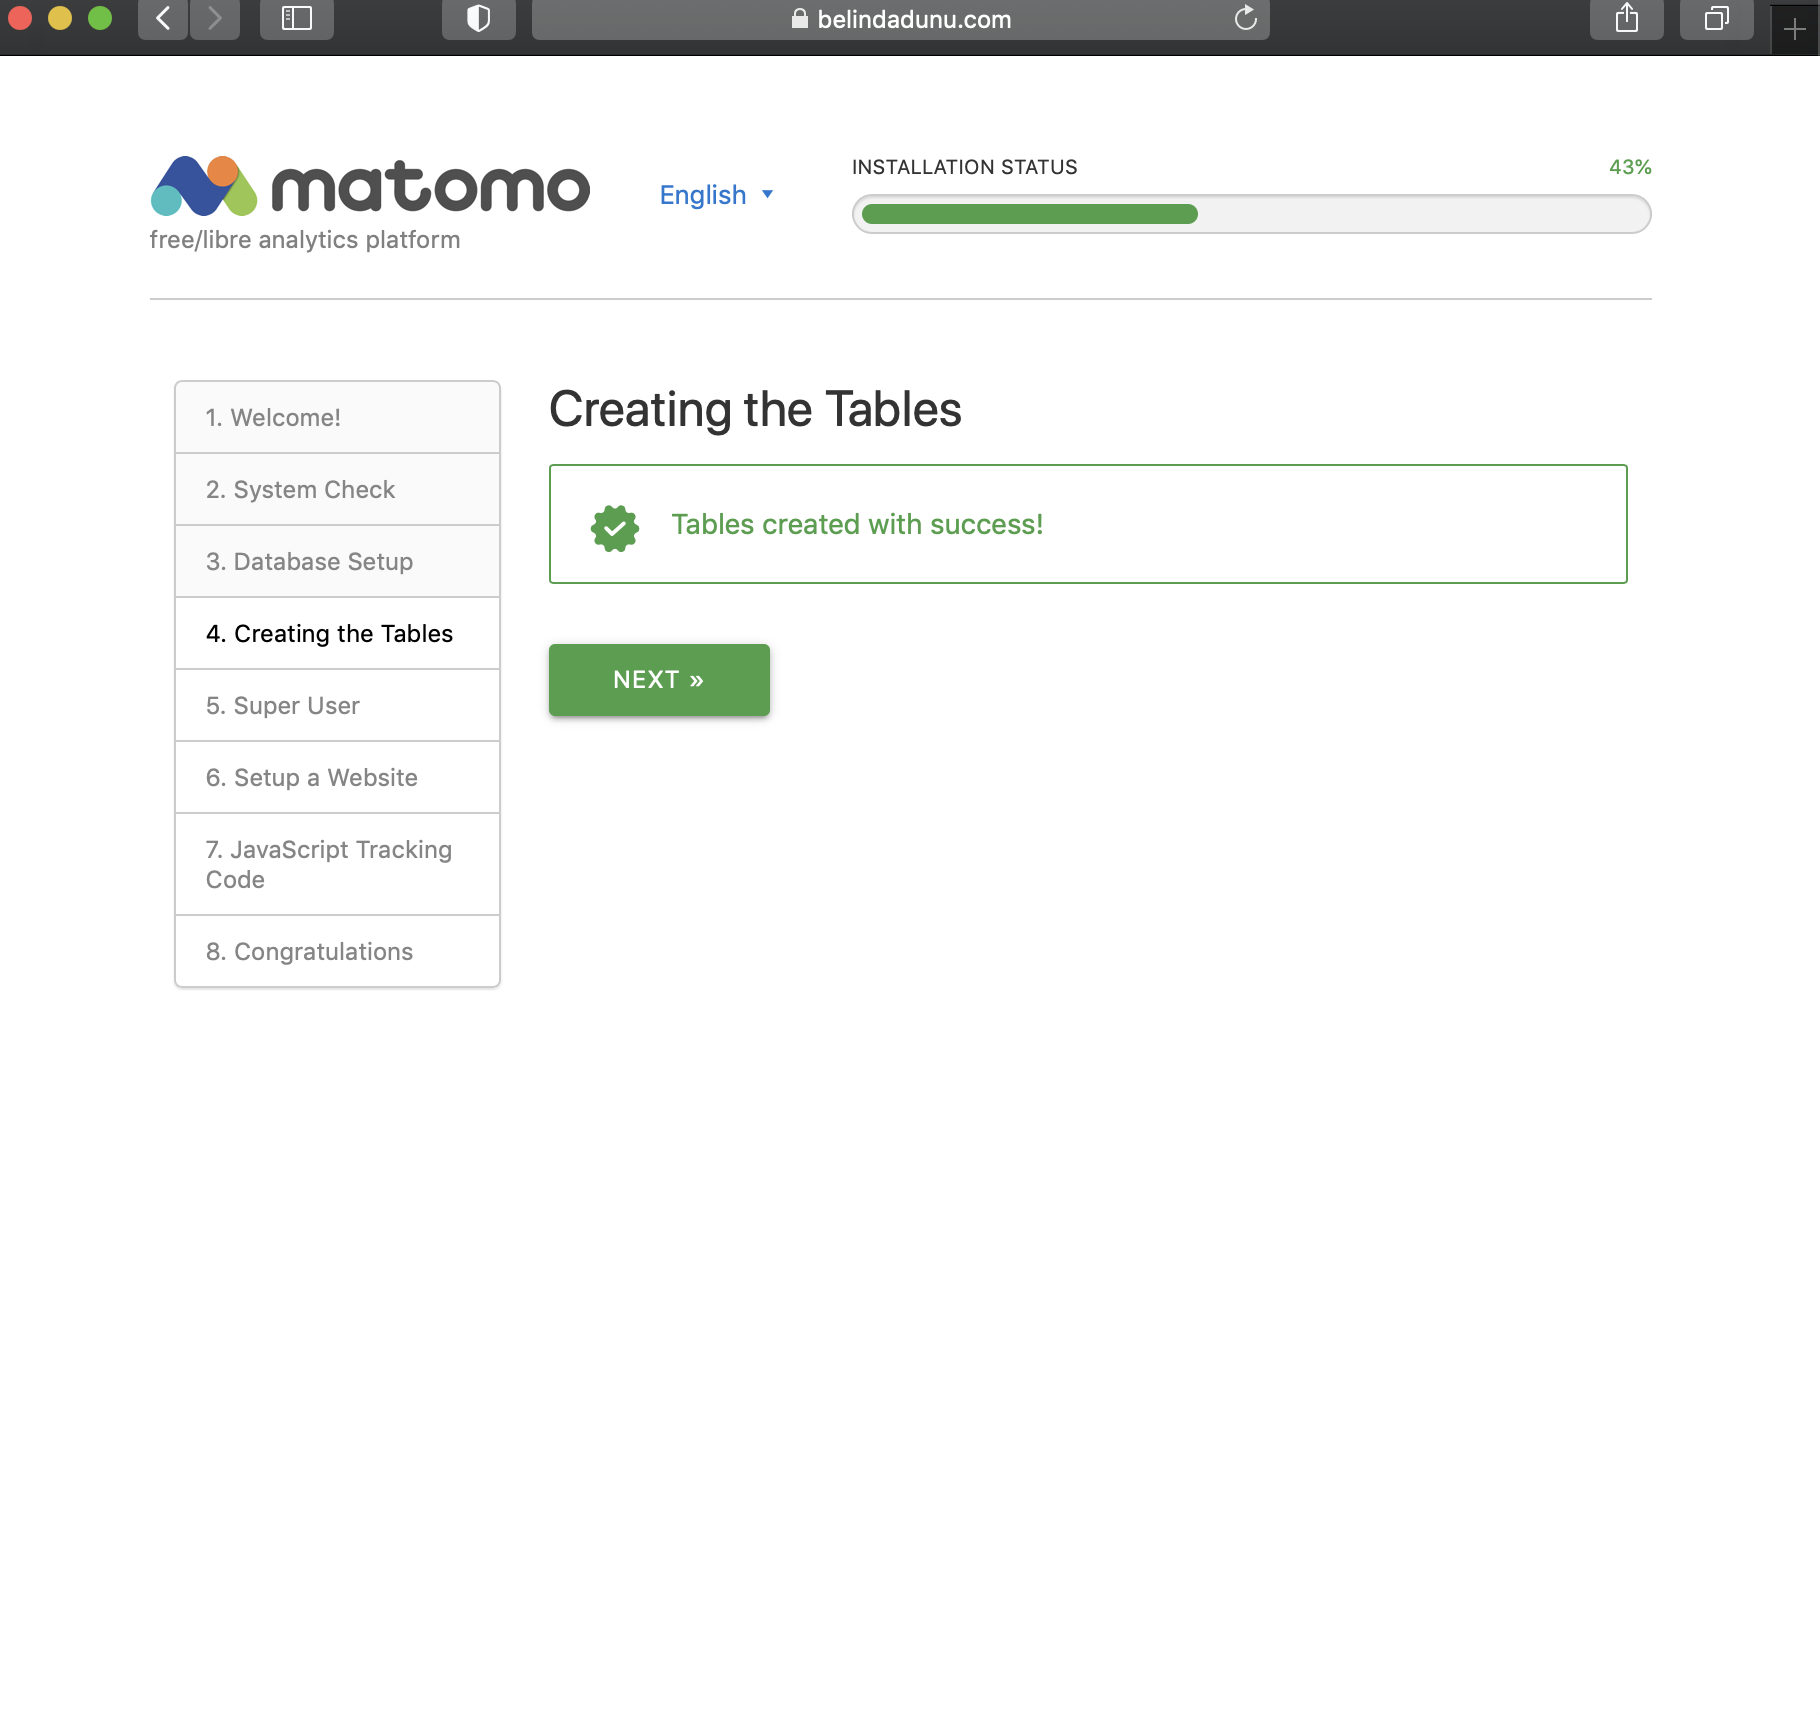 belindadunu.com
matomo
free/libre analytics platform
English
INSTALLATION STATUS
43%
1. Welcome!
2. System Check
3. Database Setup
4. Creating the Tables
5. Super User
6. Setup a Website
7. JavaScript Tracking
Code
8. Congratulations
Creating the Tables
Tables created with success!
NEXT »